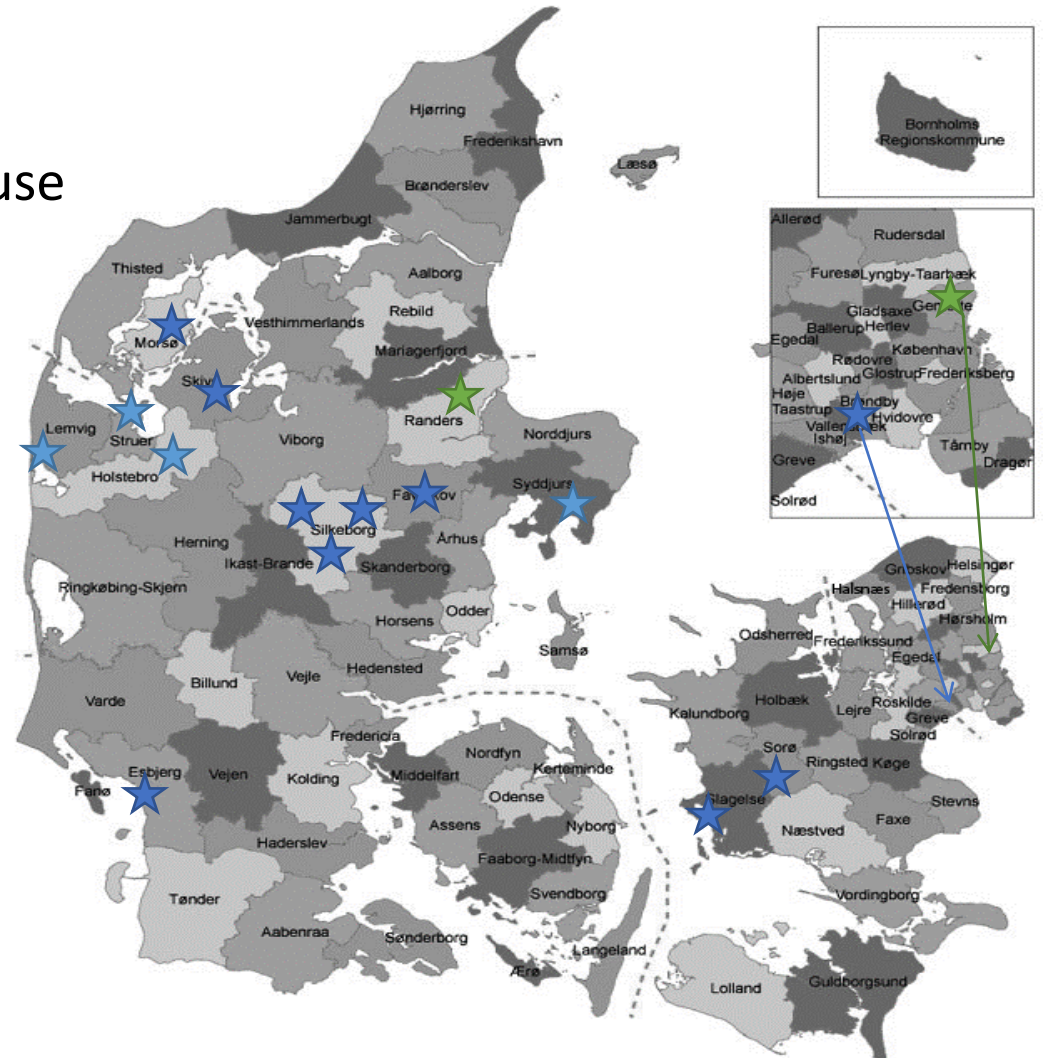 use
Hjørring
Frederikshavn
Læsø
Brønderslev
Jammerbugt
Thisted
Aalborg
Rebild
Vesthimmerlands
Morsø
Mariagerfjord
Skive
Randers
Lemvig
Struer
Viborg
Norddjurs
Holstebro
Syddjurs
Favrskov
Silkeborg
Herning
Århus
Ikast-Brande
Skanderborg
Ringkøbing-Skjern
Odder
Horsens
Samsø
Hedensted
Vejle
Billund
Varde
Fredericia
Nordfyn
Esbjerg
Vejen
Kolding
Middelfart
Kerteminde
Fanø
Odense
Assens
Nyborg
Haderslev
Faaborg-Midtfyn
Svendborg
Tønder
Aabenraa
Sønderborg
Langeland
Ærø
Bornholms
Regionskommune
Allerød
Rudersdal
Furesø
Lyngby-Taarbæk
Gentofte
Gladsaxe
Ballerup
Herlev
Egedal
København
Rødovre
Albertslund
Glostrup
Frederiksberg
Høje
Taastrup
Brøndby
Hvidovre
Vallensbæk
Ishøj
Tårnby
Greve
Dragør
Solrød
Gribskov
Helsingør
Halsnæs
Fredensborg
Hillerød
Hørsholm
Odsherred
Frederikssund
Egedal
Holbæk
Roskilde
Kalundborg
Lejre
Greve
Solrød
Sorø
Ringsted
Køge
Slagelse
Stevns
Næstved
Faxe
Vordingborg
Guldborgsund
Lolland